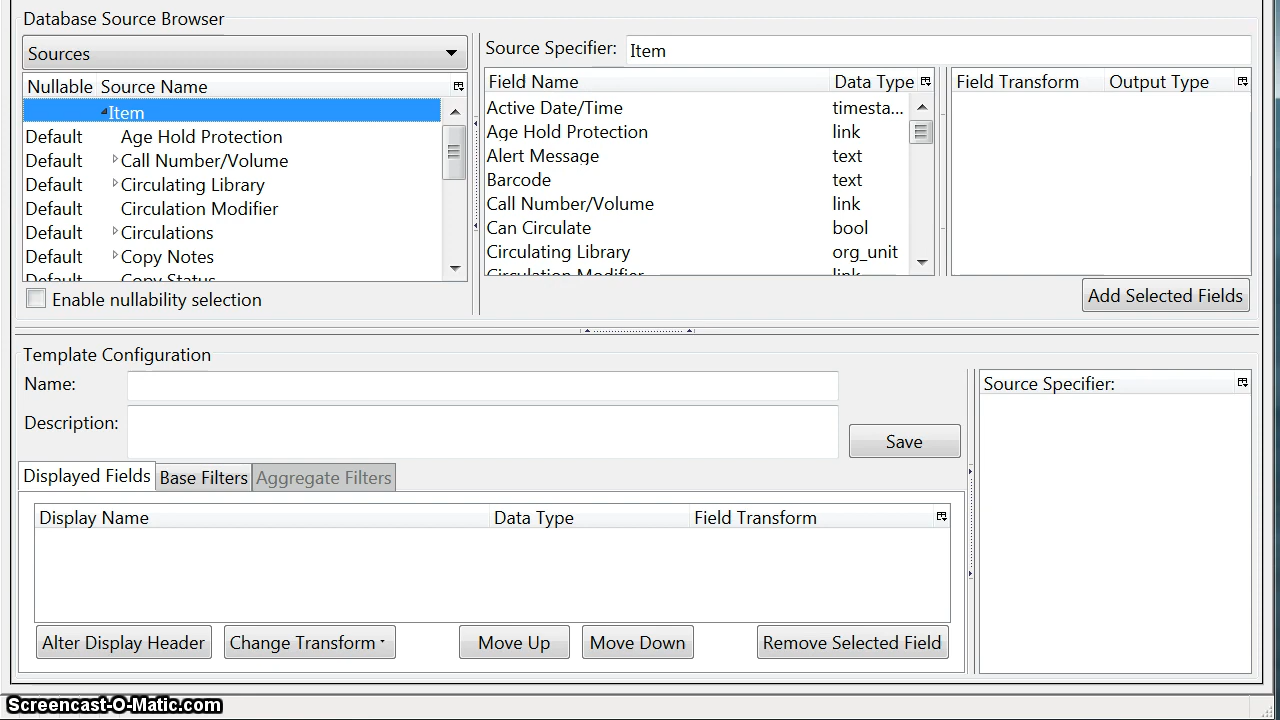 Database Source Browser
Sources
Source Specifier: Item
Nullable Source Name
Field Name Data Type
Field Transform Output Type
Item
Default Age Hold Protection
Default Call Number/Volume
Default Circulating Library
Default Circulation Modifier
Default Circulations
Default Copy Notes
Default Copy Status
Active Date/Time timesta...
Age Hold Protection link
Alert Message text
Barcode text
Call Number/Volume link
Can Circulate bool
Circulating Library org_unit
Circulation Modifier link
Enable nullability selection
Add Selected Fields
Template Configuration
Name:
Description:
Save
Source Specifier:
Displayed Fields Base Filters Aggregate Filters
Display Name Data Type Field Transform
Alter Display Header Change Transform Move Up Move Down Remove Selected Field
Screencast-O-Matic.com